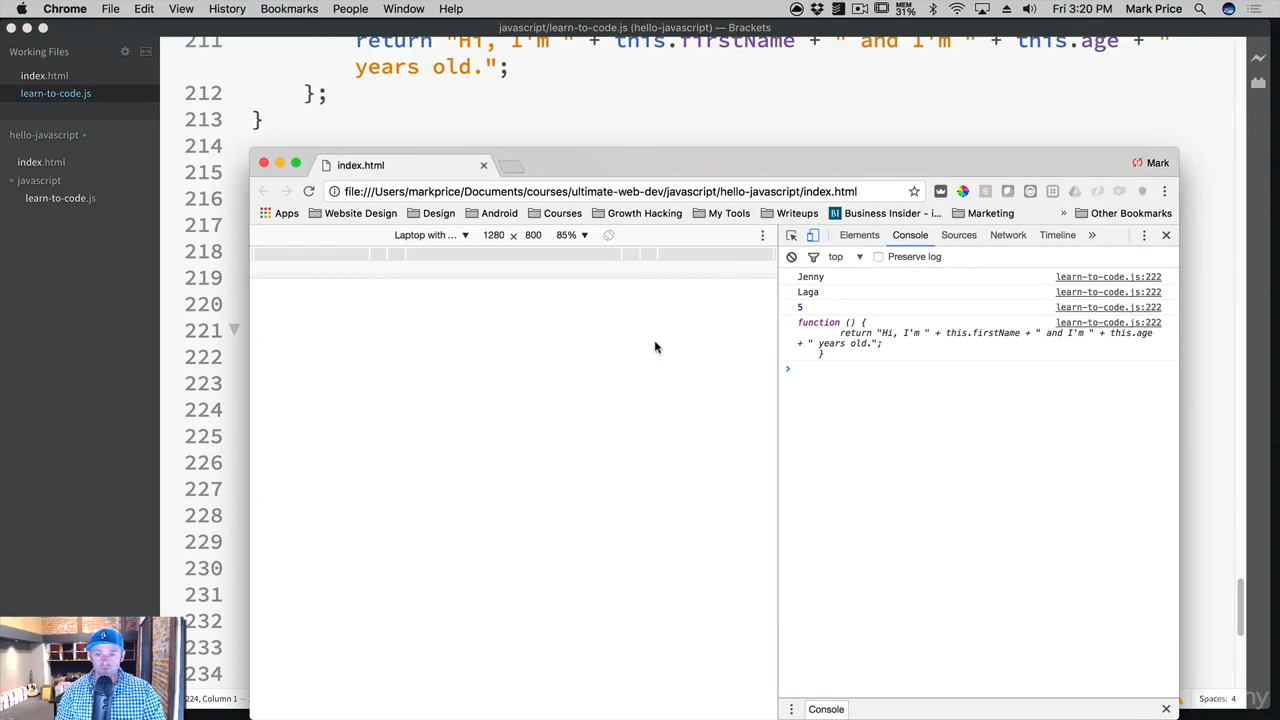 Chrome File Edit View History Bookmarks People Window Help MEM 31% Fri 3:20 PM Mark Price
javascript/learn-to-code.js (hello-javascript) — Brackets
Working Files
index.html
learn-to-code.js
hello-javascript
index.html
javascript
learn-to-code.js
211 return "Hi, I'm " + this.firstName + " and I'm " + this.age + "
years old.";
212 };
213 }
214
215
216
217
218
219
220
221
222
223
224
225
226
227
228
229
230
231
232
233
234
index.html Mark
file:///Users/markprice/Documents/courses/ultimate-web-dev/javascript/hello-javascript/index.html
Apps Website Design Design Android Courses Growth Hacking My Tools Writeups BI Business Insider - i... Marketing » Other Bookmarks
Laptop with ... 1280 × 800 85%
Elements Console Sources Network Timeline »
top Preserve log
Jenny learn-to-code.js:222
Laga learn-to-code.js:222
5 learn-to-code.js:222
function () { learn-to-code.js:222
return "Hi, I'm " + this.firstName + " and I'm " + this.age
+ " years old.";
}
>
Console
224, Column 1 —
Spaces: 4